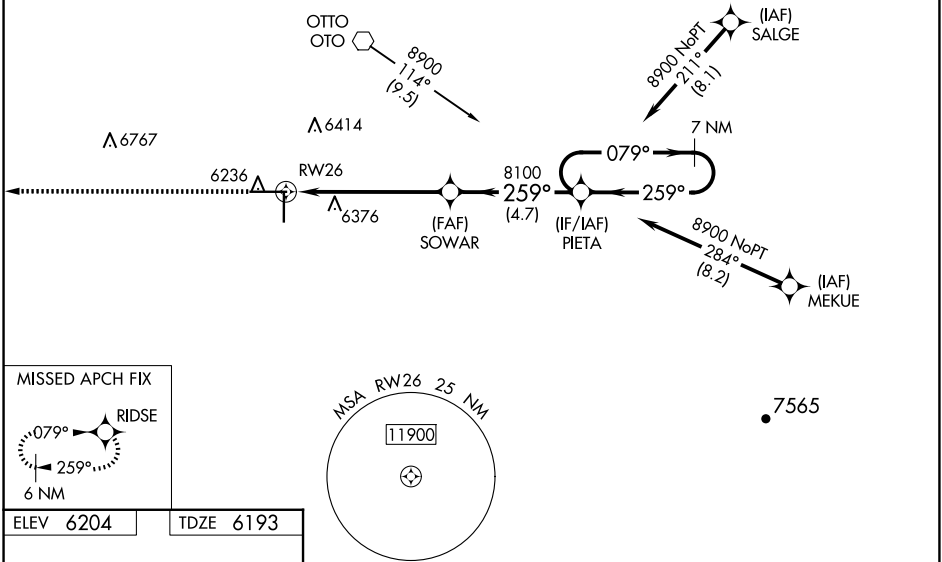 OTTO
OTO
8900
114°
(9.5)
(IAF)
SALGE
8900 NoPT
211°
(8.1)
6767
6414
7 NM
079°
6236
RW26
8100
259°
(4.7)
259°
6376
(FAF)
SOWAR
(IF/IAF)
PIETA
8900 NoPT
284°
(8.2)
(IAF)
MEKUE
MISSED APCH FIX
RIDSE
079°
259°
6 NM
MSA RW26 25 NM
11900
7565
ELEV 6204
TDZE 6193